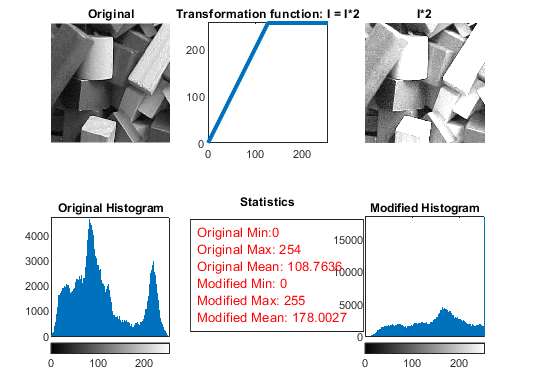 Original
Transformation function: I = I*2
I*2
200
100
0
0 100 200
Original Histogram
Statistics
Modified Histogram
4000
3000
2000
1000
0
0 100 200
Original Min:0
Original Max: 254
Original Mean: 108.7636
Modified Min: 0
Modified Max: 255
Modified Mean: 178.0027
15000
10000
5000
0
0 100 200